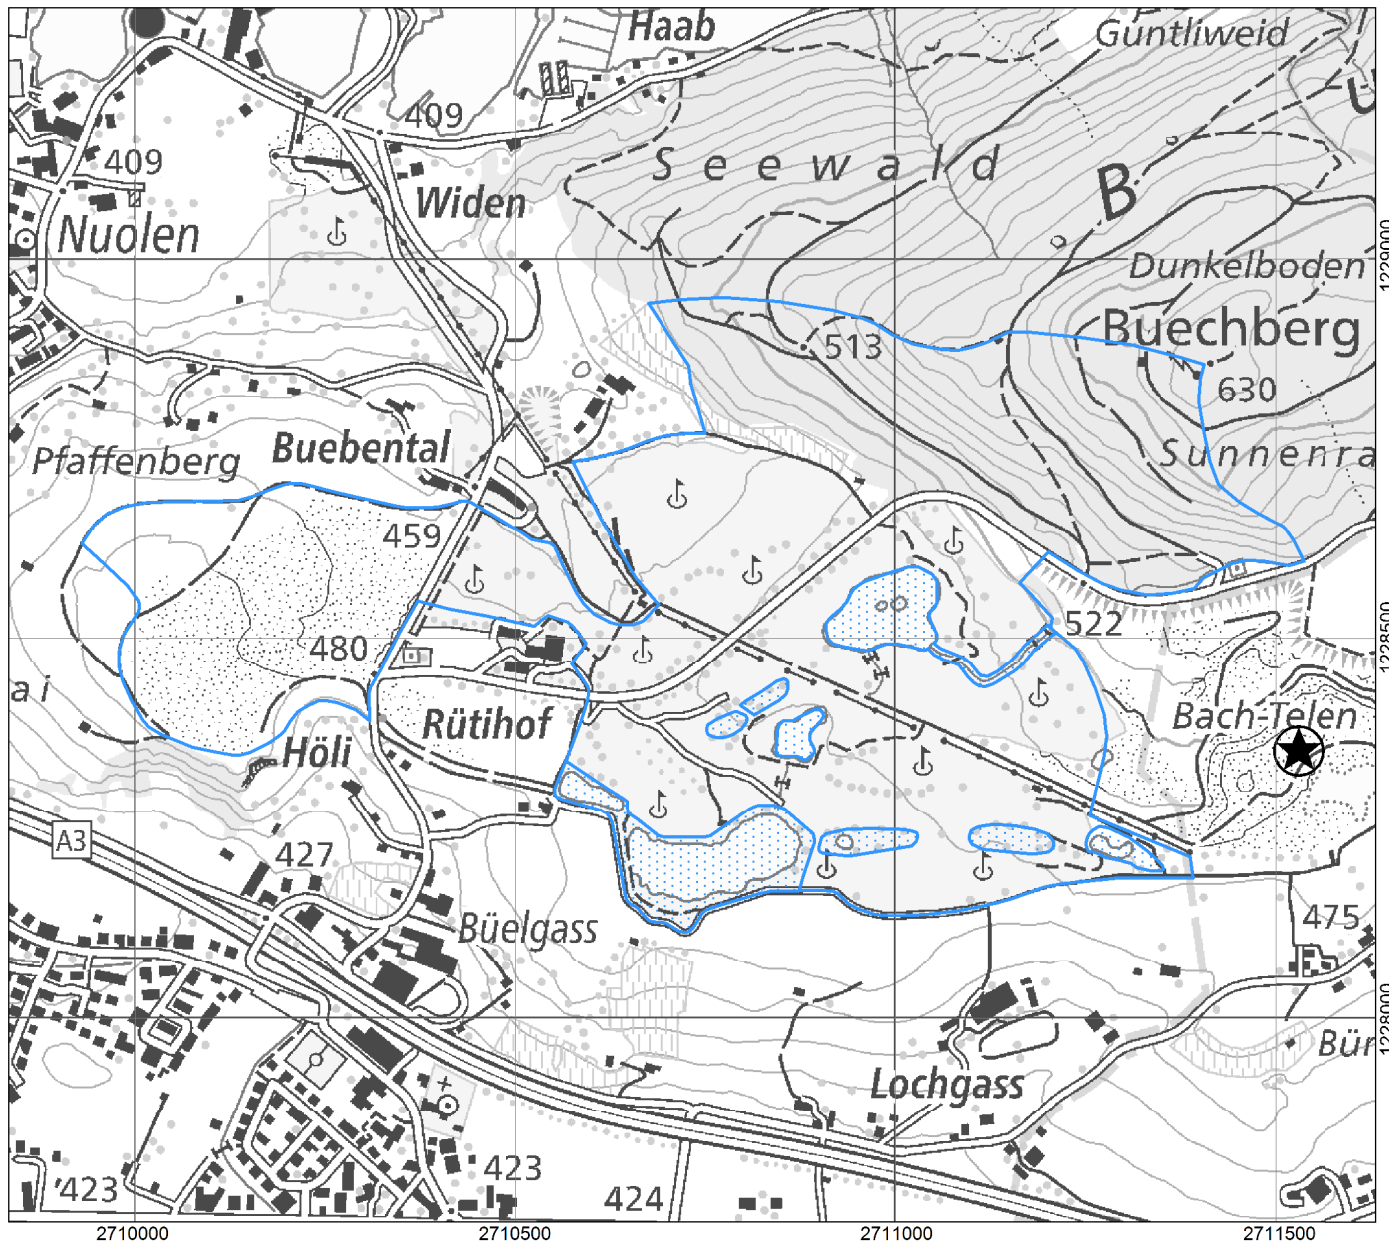 Haab
Güntliweid
409
409
Seewald
Widen
B
U
Nuolen
1229000
Dunkelboden
Buechberg
513
630
Buebental
Pfaffenberg
Sunnenra
459
522
1228500
480
ai
Bach-Telen
Rütihof
Höli
A3
427
475
Büelgass
1228000
Bür
Lochgass
423
423
424
2710000
2710500
2711000
2711500